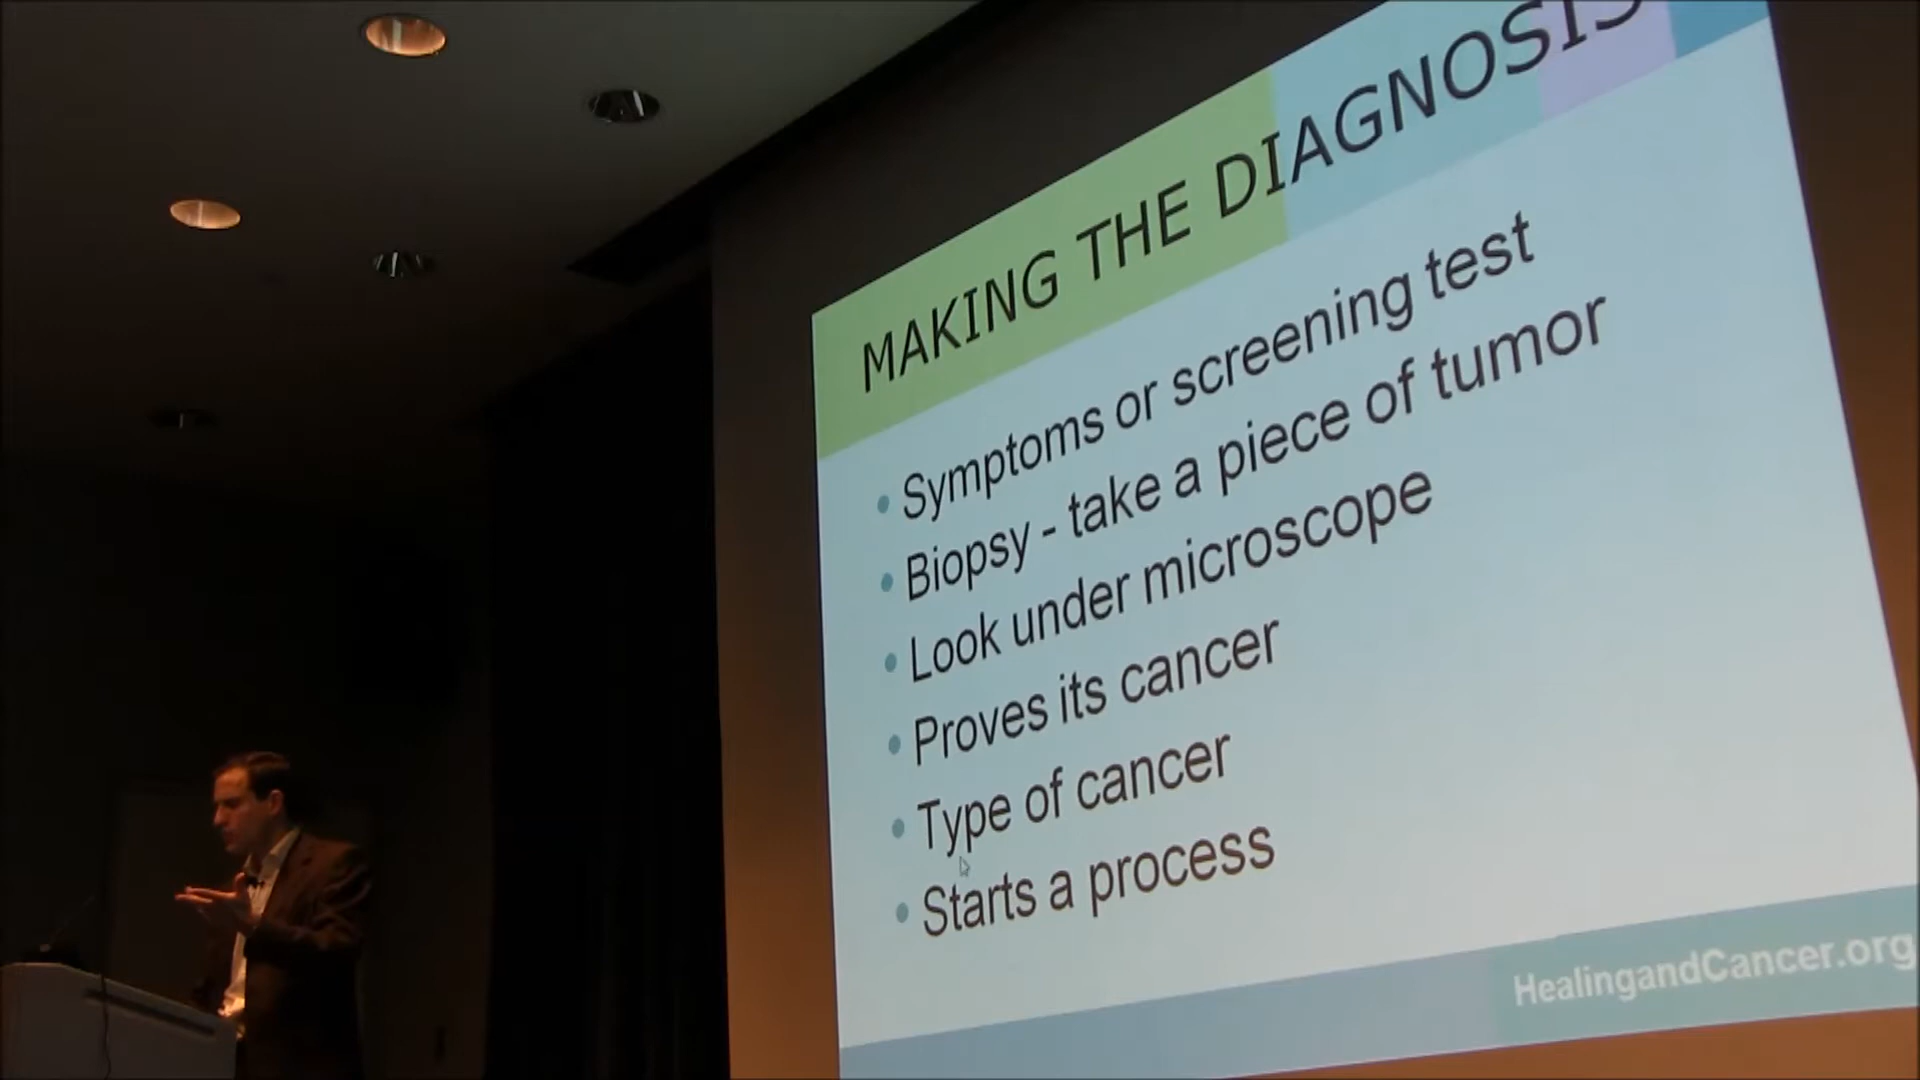 MAKING THE DIAGNOSIS
• Symptoms or screening test
• Biopsy - take a piece of tumor
• Look under microscope
• Proves its cancer
• Type of cancer
• Starts a process
HealingandCancer.org